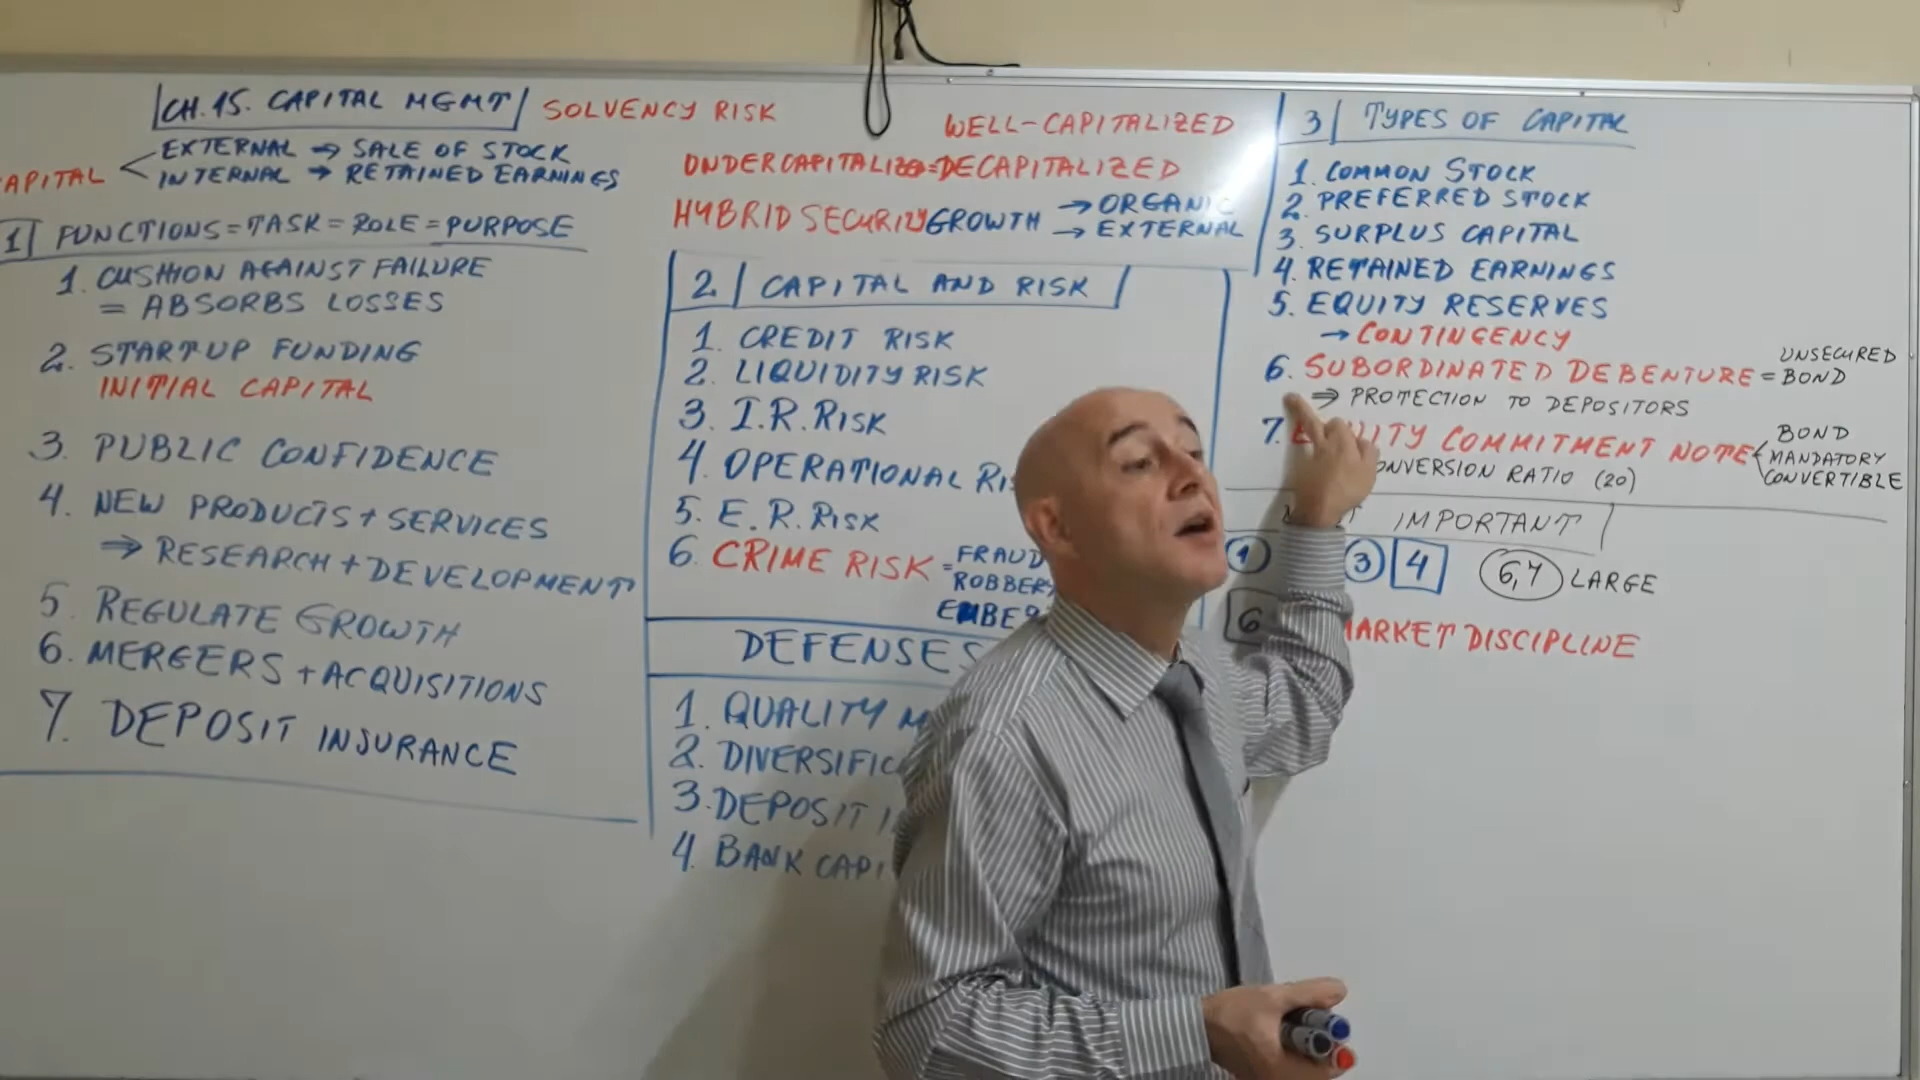 CH. 15. CAPITAL MGMT
SOLVENCY RISK
APITAL
EXTERNAL → SALE OF STOCK
INTERNAL → RETAINED EARNINGS
1 FUNCTIONS = TASK = ROLE = PURPOSE
1. CUSHION AGAINST FAILURE
= ABSORBS LOSSES
2. STARTUP FUNDING
INITIAL CAPITAL
3. PUBLIC CONFIDENCE
4. NEW PRODUCTS + SERVICES
⇒ RESEARCH + DEVELOPMENT
5. REGULATE GROWTH
6. MERGERS + ACQUISITIONS
7. DEPOSIT INSURANCE
WELL-CAPITALIZED
= DECAPITALIZED
HYBRID SECURITY
GROWTH → ORGANIC
→ EXTERNAL
2. CAPITAL AND RISK
1. CREDIT RISK
2. LIQUIDITY RISK
3. I.R. RISK
4. OPERATIONAL RI
5. E.R. RISK
6. CRIME RISK = FRAUD
ROBBER
DEFENSES
1. QUALITY M
2. DIVERSIFIC
3. DEPOSIT I
4. BANK CAPI
3 TYPES OF CAPITAL
1. COMMON STOCK
2. PREFERRED STOCK
3. SURPLUS CAPITAL
4. RETAINED EARNINGS
5. EQUITY RESERVES
→ CONTINGENCY
6. SUBORDINATED DEBENTURE = UNSECURED
BOND
⇒ PROTECTION TO DEPOSITORS
7. E ITY COMMITMENT NOTE
BOND
MANDATORY
CONVERTIBLE
ONVERSION RATIO (20)
IMPORTANT
1 3 4 6,7 LARGE
6 MARKET DISCIPLINE